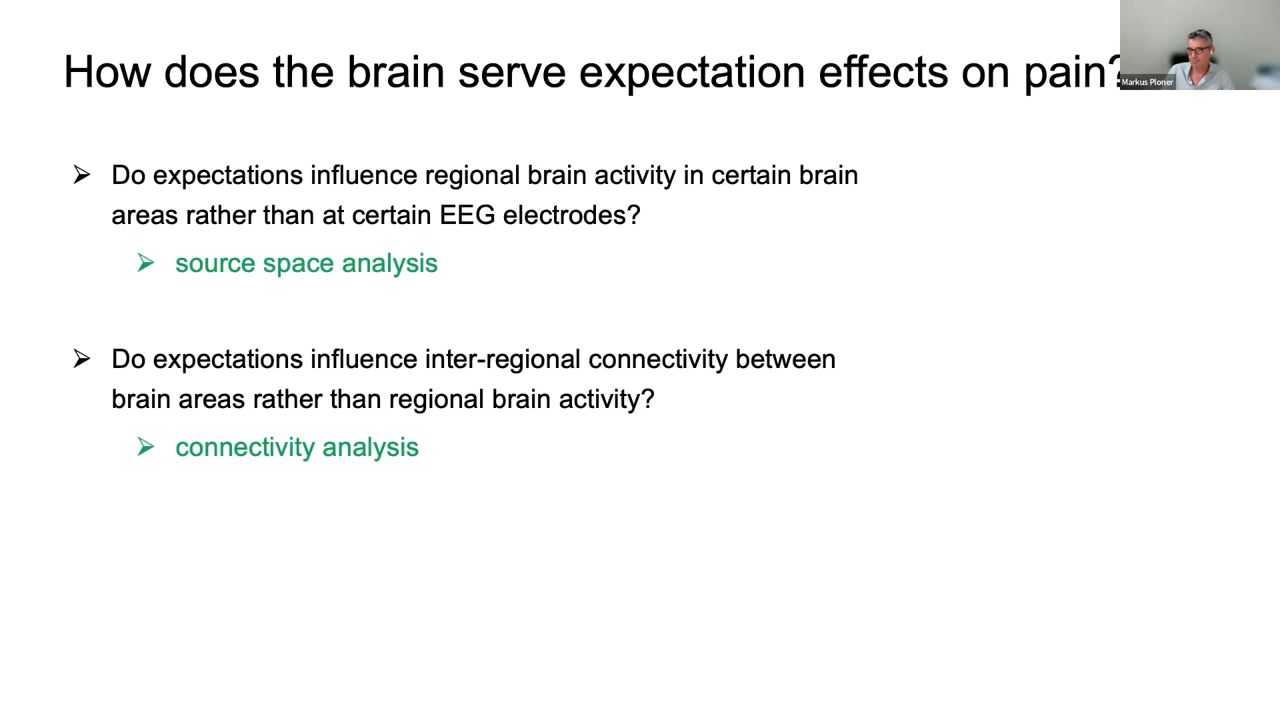 How does the brain serve expectation effects on pain?
Markus Ploner
➢ Do expectations influence regional brain activity in certain brain
areas rather than at certain EEG electrodes?
➢ source space analysis
➢ Do expectations influence inter-regional connectivity between
brain areas rather than regional brain activity?
➢ connectivity analysis